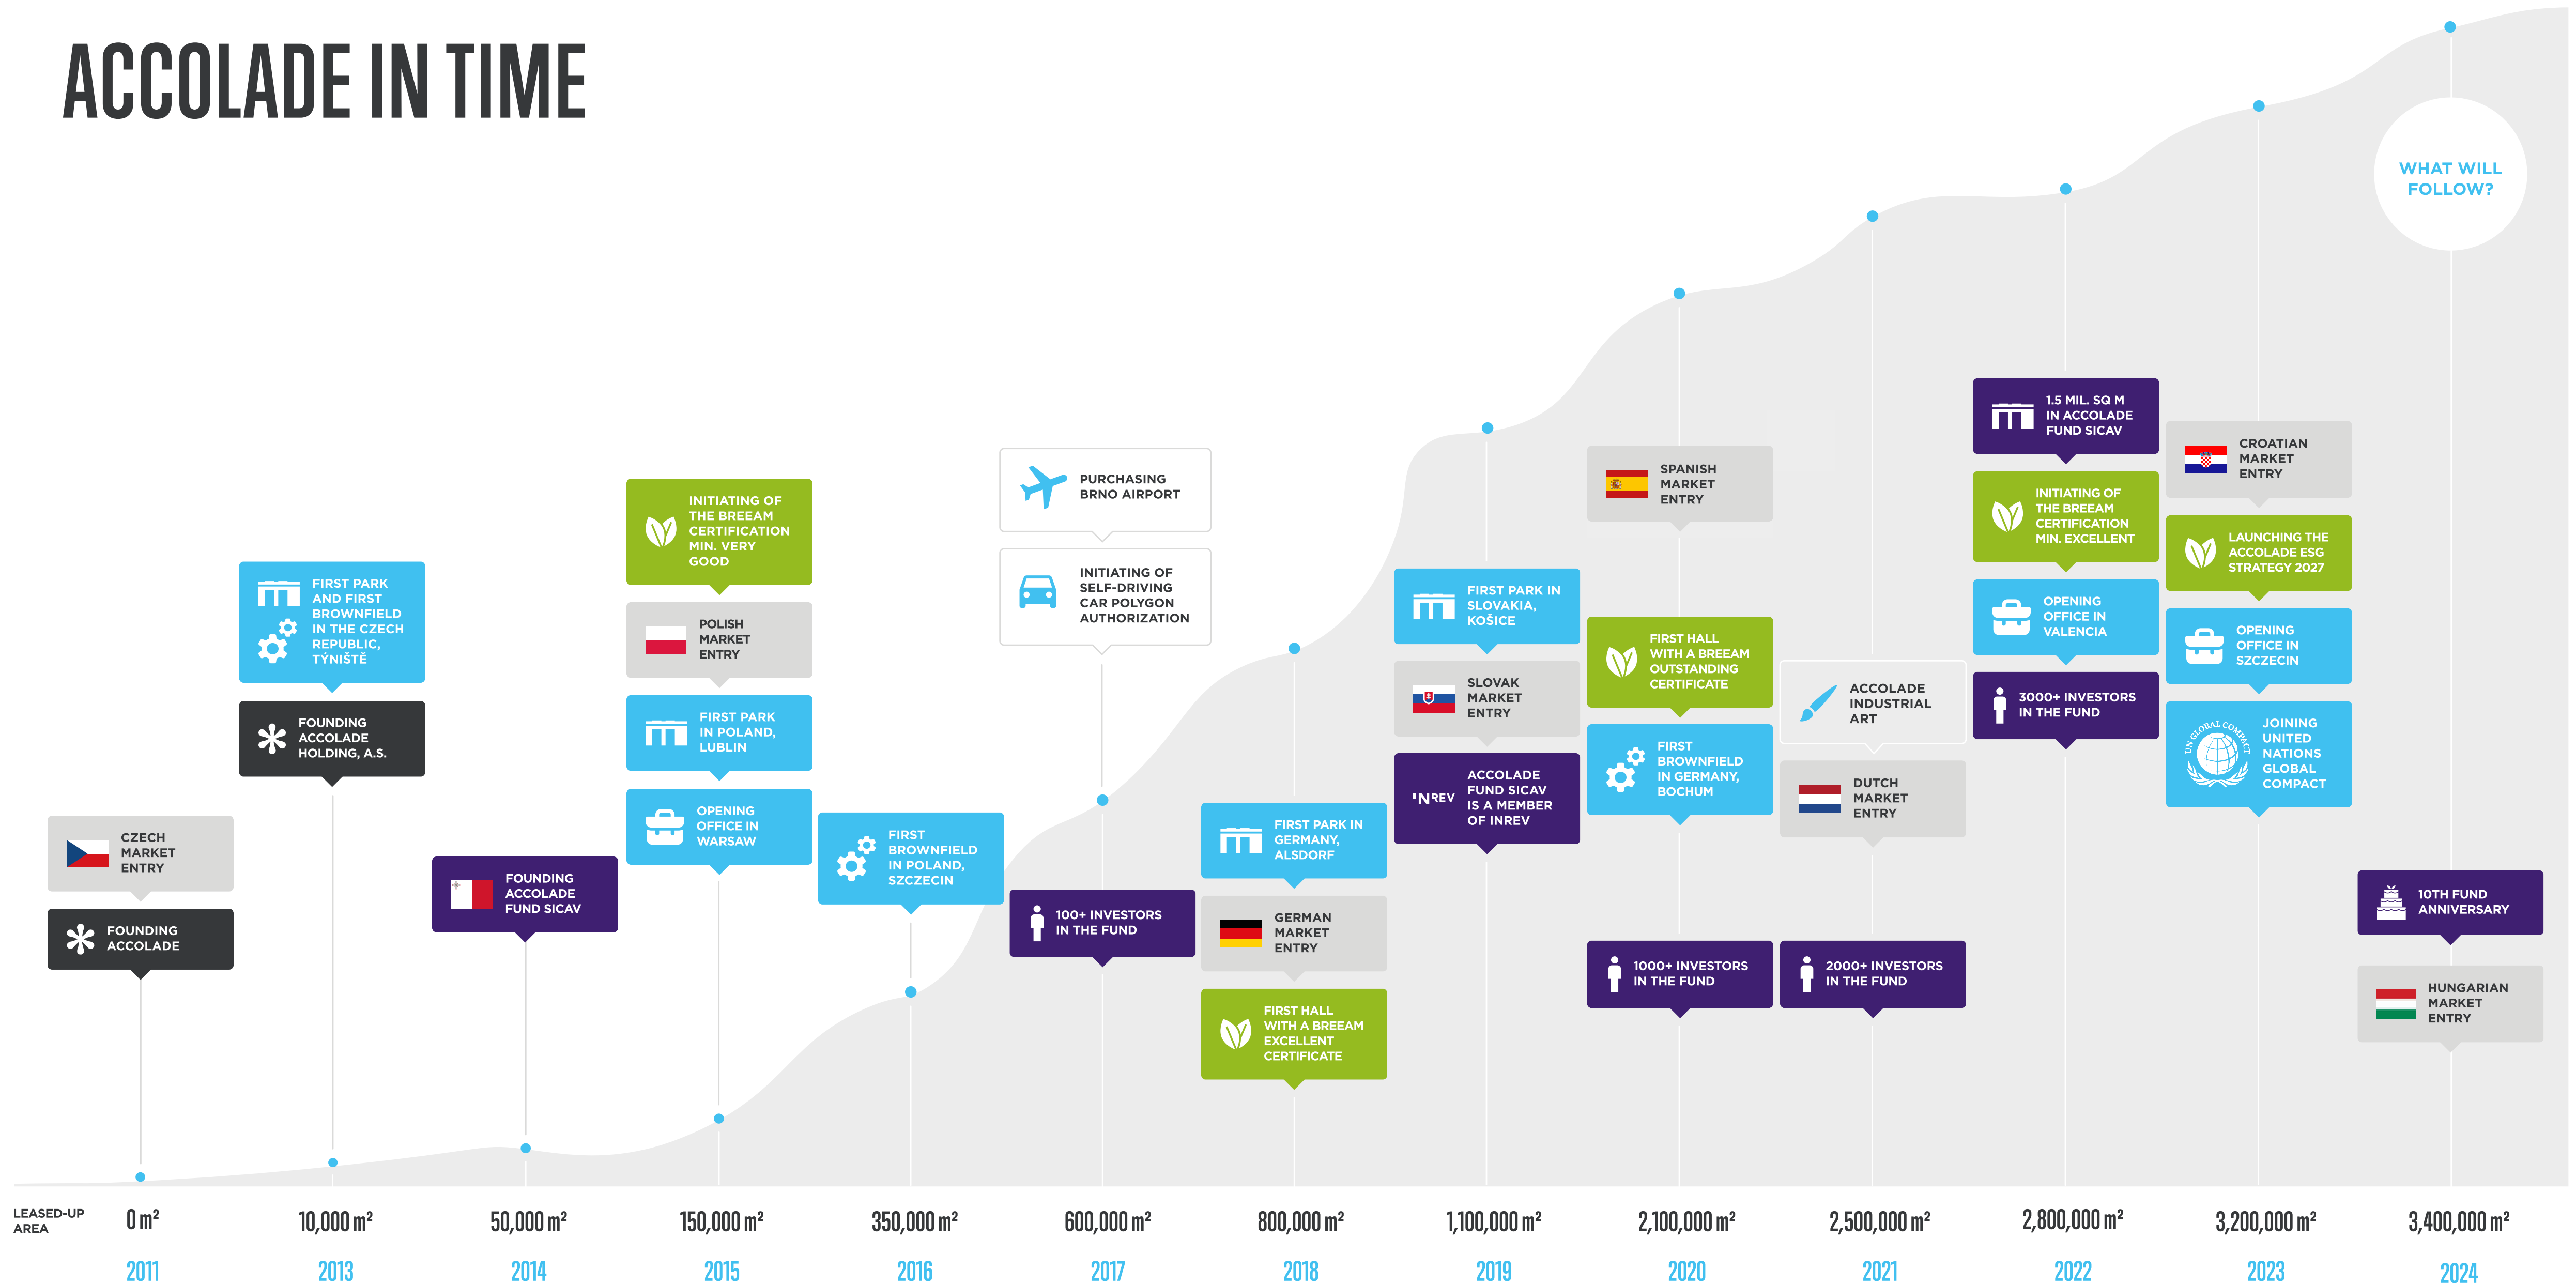 ACCOLADE IN TIME
WHAT WILL
FOLLOW?
CZECH
MARKET
ENTRY
FOUNDING
ACCOLADE
FIRST PARK
AND FIRST
BROWNFIELD
IN THE CZECH
REPUBLIC,
TÝNIŠTĚ
FOUNDING
ACCOLADE
HOLDING, A.S.
FOUNDING
ACCOLADE
FUND SICAV
INITIATING OF
THE BREEAM
CERTIFICATION
MIN. VERY
GOOD
POLISH
MARKET
ENTRY
FIRST PARK
IN POLAND,
LUBLIN
OPENING
OFFICE IN
WARSAW
FIRST
BROWNFIELD
IN POLAND,
SZCZECIN
PURCHASING
BRNO AIRPORT
INITIATING OF
SELF-DRIVING
CAR POLYGON
AUTHORIZATION
100+ INVESTORS
IN THE FUND
FIRST PARK IN
GERMANY,
ALSDORF
GERMAN
MARKET
ENTRY
FIRST HALL
WITH A BREEAM
EXCELLENT
CERTIFICATE
FIRST PARK IN
SLOVAKIA,
KOŠICE
SLOVAK
MARKET
ENTRY
INREV
ACCOLADE
FUND SICAV
IS A MEMBER
OF INREV
SPANISH
MARKET
ENTRY
FIRST HALL
WITH A BREEAM
OUTSTANDING
CERTIFICATE
FIRST
BROWNFIELD
IN GERMANY,
BOCHUM
1000+ INVESTORS
IN THE FUND
ACCOLADE
INDUSTRIAL
ART
DUTCH
MARKET
ENTRY
2000+ INVESTORS
IN THE FUND
1.5 MIL. SQ M
IN ACCOLADE
FUND SICAV
INITIATING OF
THE BREEAM
CERTIFICATION
MIN. EXCELLENT
OPENING
OFFICE IN
VALENCIA
3000+ INVESTORS
IN THE FUND
CROATIAN
MARKET
ENTRY
LAUNCHING THE
ACCOLADE ESG
STRATEGY 2027
OPENING
OFFICE IN
SZCZECIN
UN GLOBAL COMPACT
JOINING
UNITED
NATIONS
GLOBAL
COMPACT
10TH FUND
ANNIVERSARY
HUNGARIAN
MARKET
ENTRY
LEASED-UP
AREA
0 m² 10,000 m² 50,000 m² 150,000 m² 350,000 m² 600,000 m² 800,000 m² 1,100,000 m² 2,100,000 m² 2,500,000 m² 2,800,000 m² 3,200,000 m² 3,400,000 m²
2011 2013 2014 2015 2016 2017 2018 2019 2020 2021 2022 2023 2024